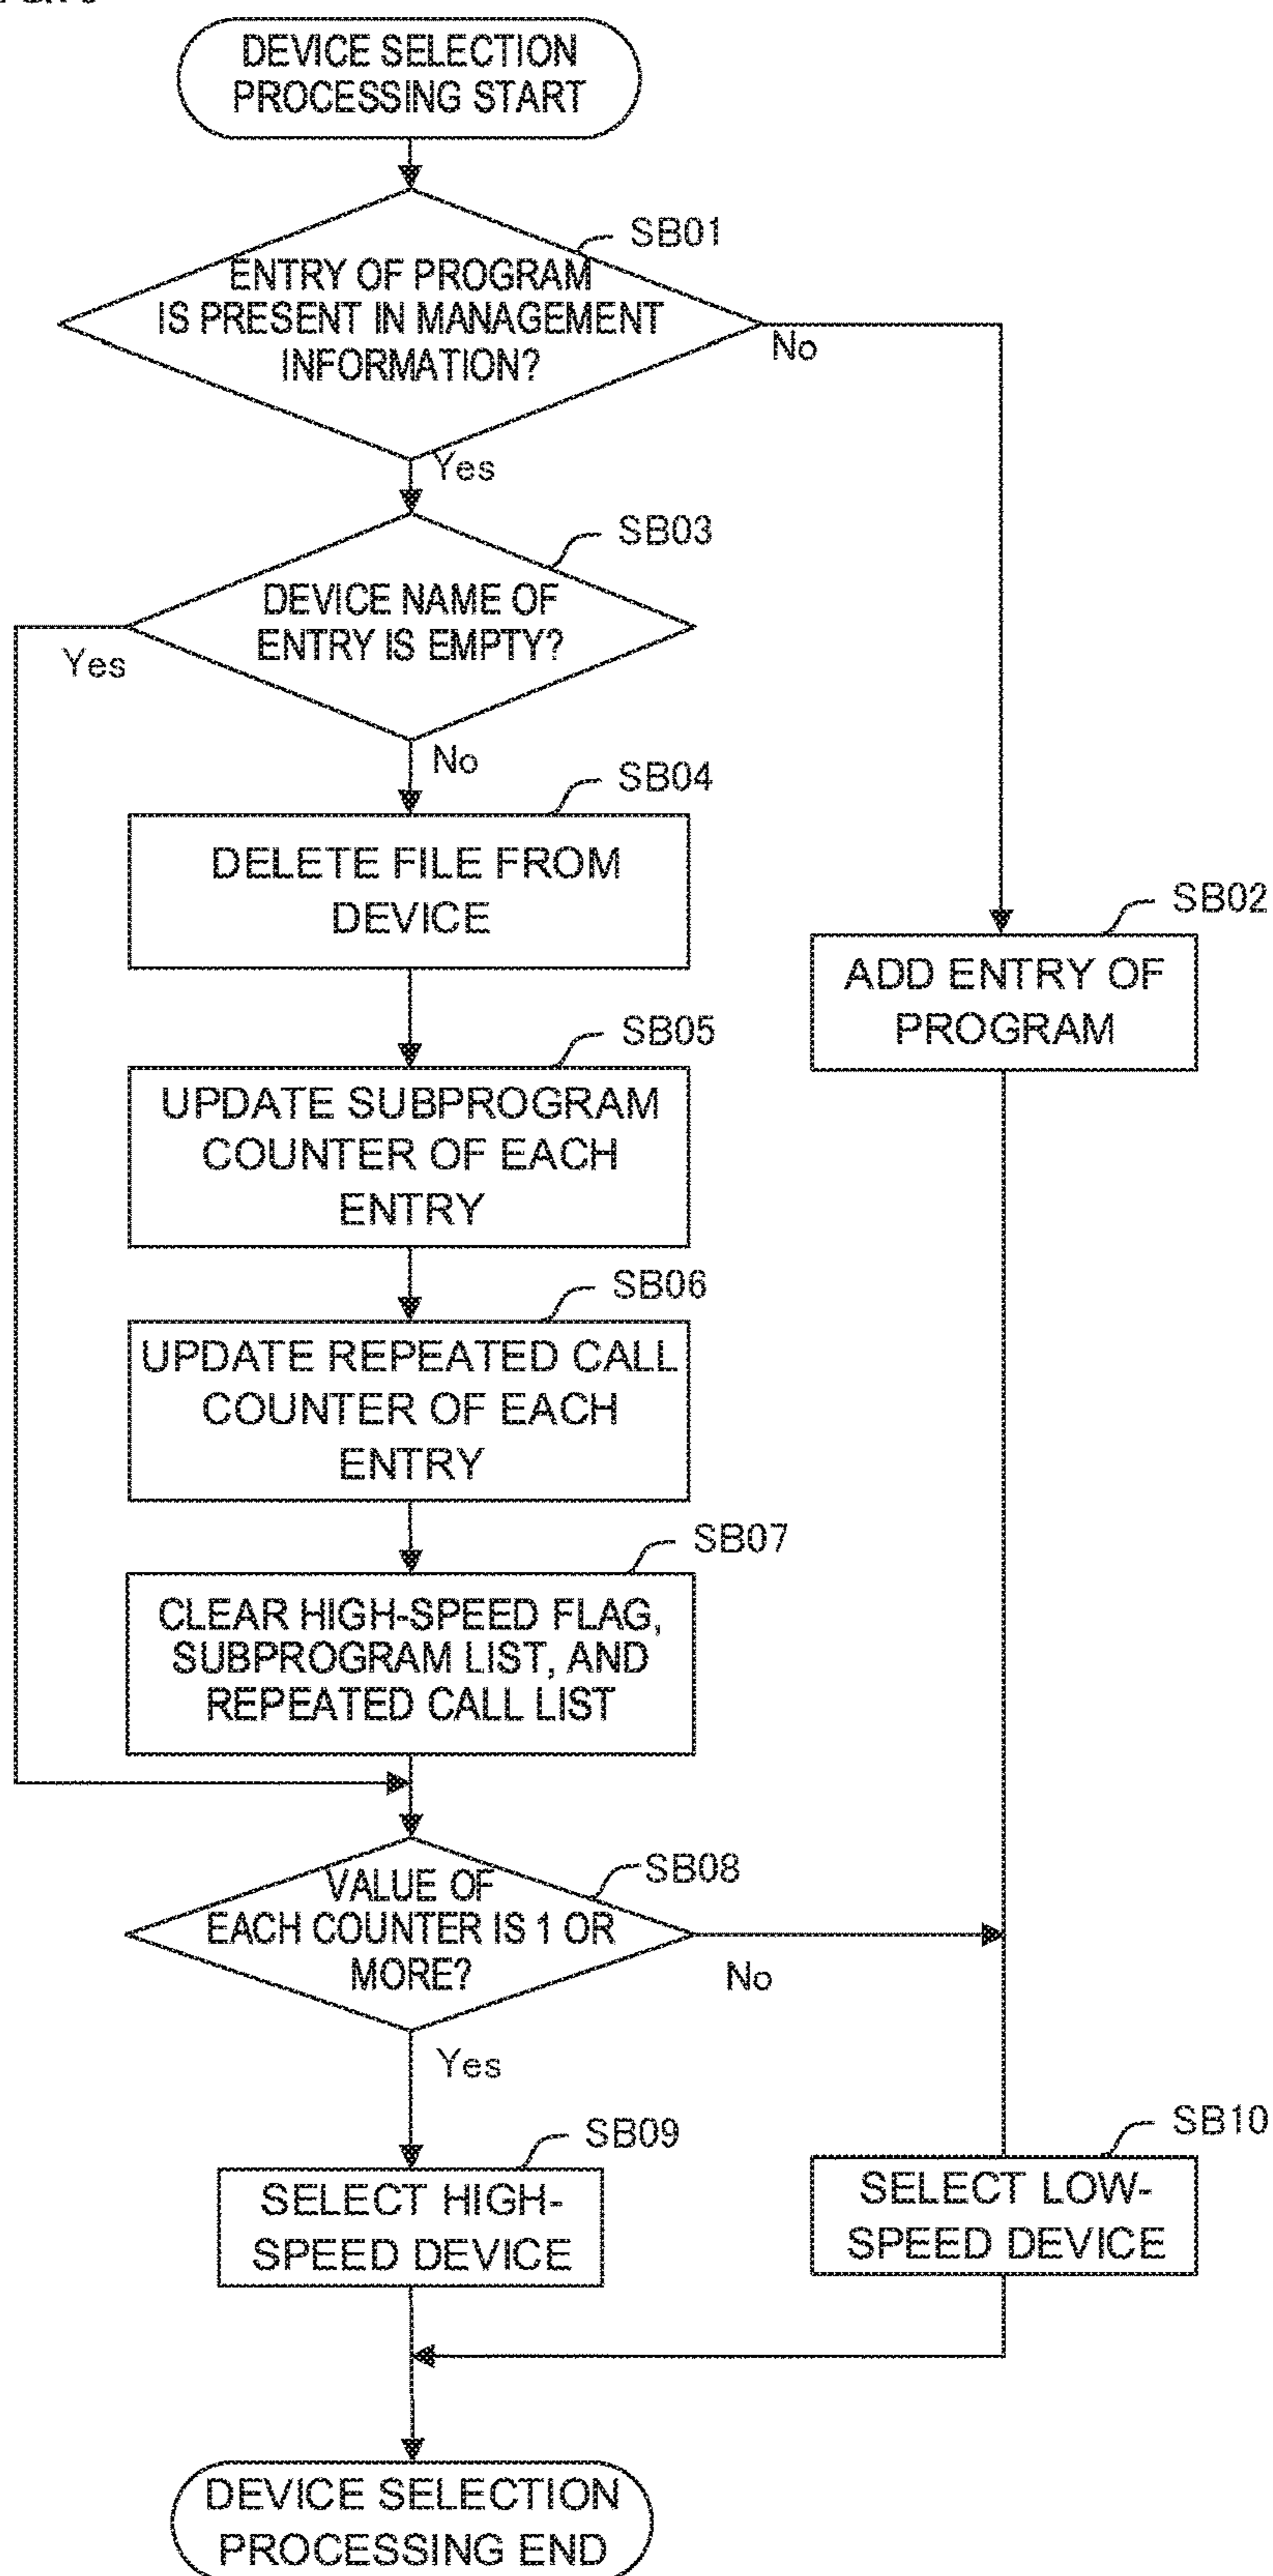 DEVICE SELECTION
PROCESSING START
SB01
ENTRY OF PROGRAM
IS PRESENT IN MANAGEMENT
INFORMATION?
No
Yes
SB03
DEVICE NAME OF
ENTRY IS EMPTY?
Yes
No
SB04
DELETE FILE FROM
DEVICE
SB02
ADD ENTRY OF
PROGRAM
SB05
UPDATE SUBPROGRAM
COUNTER OF EACH
ENTRY
SB06
UPDATE REPEATED CALL
COUNTER OF EACH
ENTRY
SB07
CLEAR HIGH-SPEED FLAG,
SUBPROGRAM LIST, AND
REPEATED CALL LIST
SB08
VALUE OF
EACH COUNTER IS 1 OR
MORE?
No
Yes
SB09
SELECT HIGH-
SPEED DEVICE
SB10
SELECT LOW-
SPEED DEVICE
DEVICE SELECTION
PROCESSING END